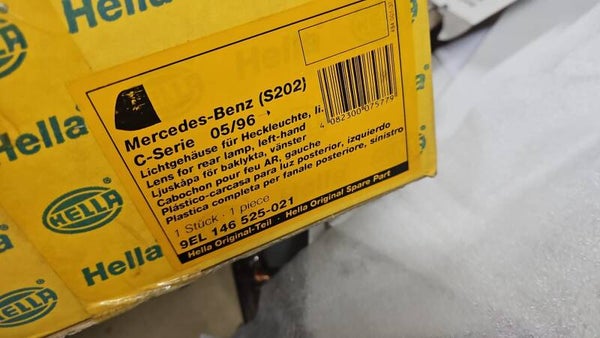 HELLA
Hella
Mercedes-Benz (S202)
C-Serie 05/96 →
Lichtgehäuse für Heckleuchte, li.
Lens for rear lamp, left-hand
Ljuskåpa för baklykta, vänster
Cabochon pour feu AR, gauche
Plástico-carcasa para luz posterior, izquierdo
Plastica completa per fanale posteriore, sinistro
4 082300 075779
1 Stück : 1 piece
9EL 146 525-021
Hella Original-Teil · Hella Original Spare Part
Hella
HELLA
Hella
HELLA